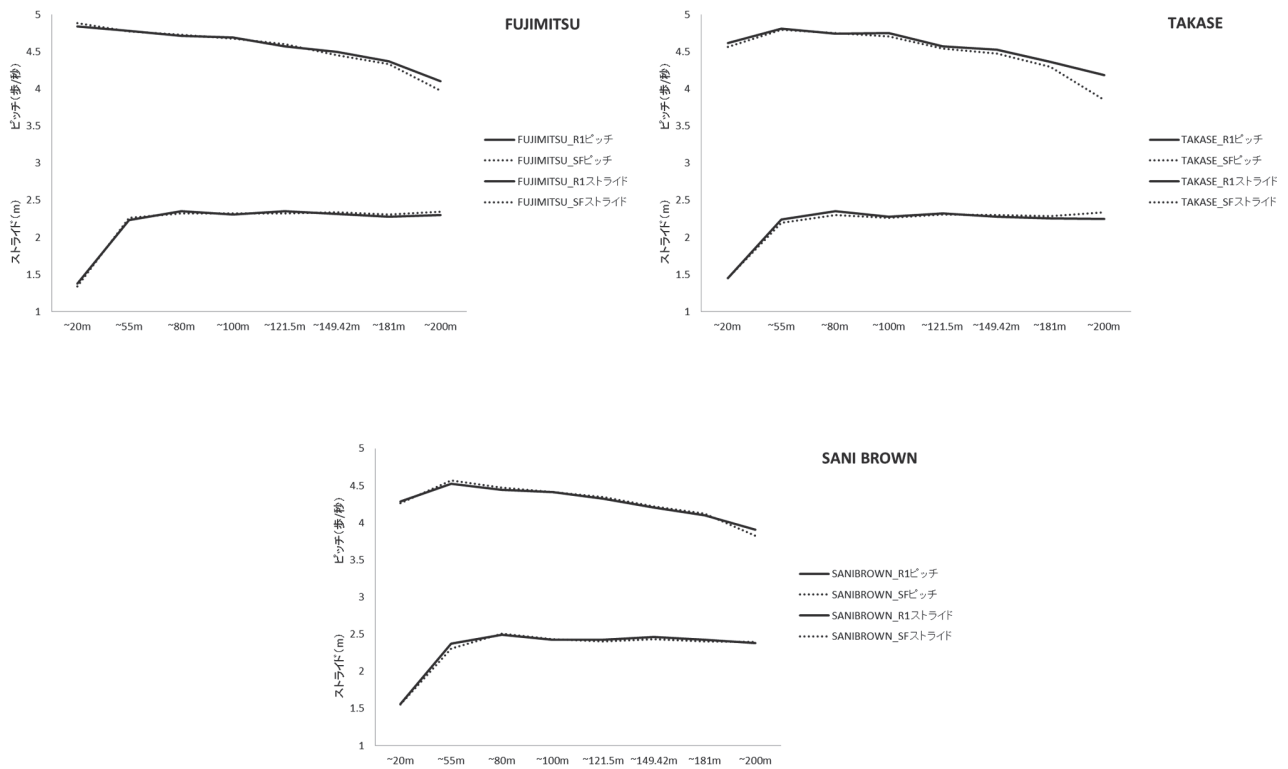 FUJIMITSU
5
4.5
4
3.5
3
2.5
2
1.5
1
ピッチ(歩/秒)
ストライド(m)
~20m ~55m ~80m ~100m ~121.5m ~149.42m ~181m ~200m
FUJIMITSU_R1ピッチ
FUJIMITSU_SFピッチ
FUJIMITSU_R1ストライド
FUJIMITSU_SFストライド
TAKASE
5
4.5
4
3.5
3
2.5
2
1.5
1
ピッチ(歩/秒)
ストライド(m)
~20m ~55m ~80m ~100m ~121.5m ~149.42m ~181m ~200m
TAKASE_R1ピッチ
TAKASE_SFピッチ
TAKASE_R1ストライド
TAKASE_SFストライド
SANI BROWN
5
4.5
4
3.5
3
2.5
2
1.5
1
ピッチ(歩/秒)
ストライド(m)
~20m ~55m ~80m ~100m ~121.5m ~149.42m ~181m ~200m
SANIBROWN_R1ピッチ
SANIBROWN_SFピッチ
SANIBROWN_R1ストライド
SANIBROWN_SFストライド